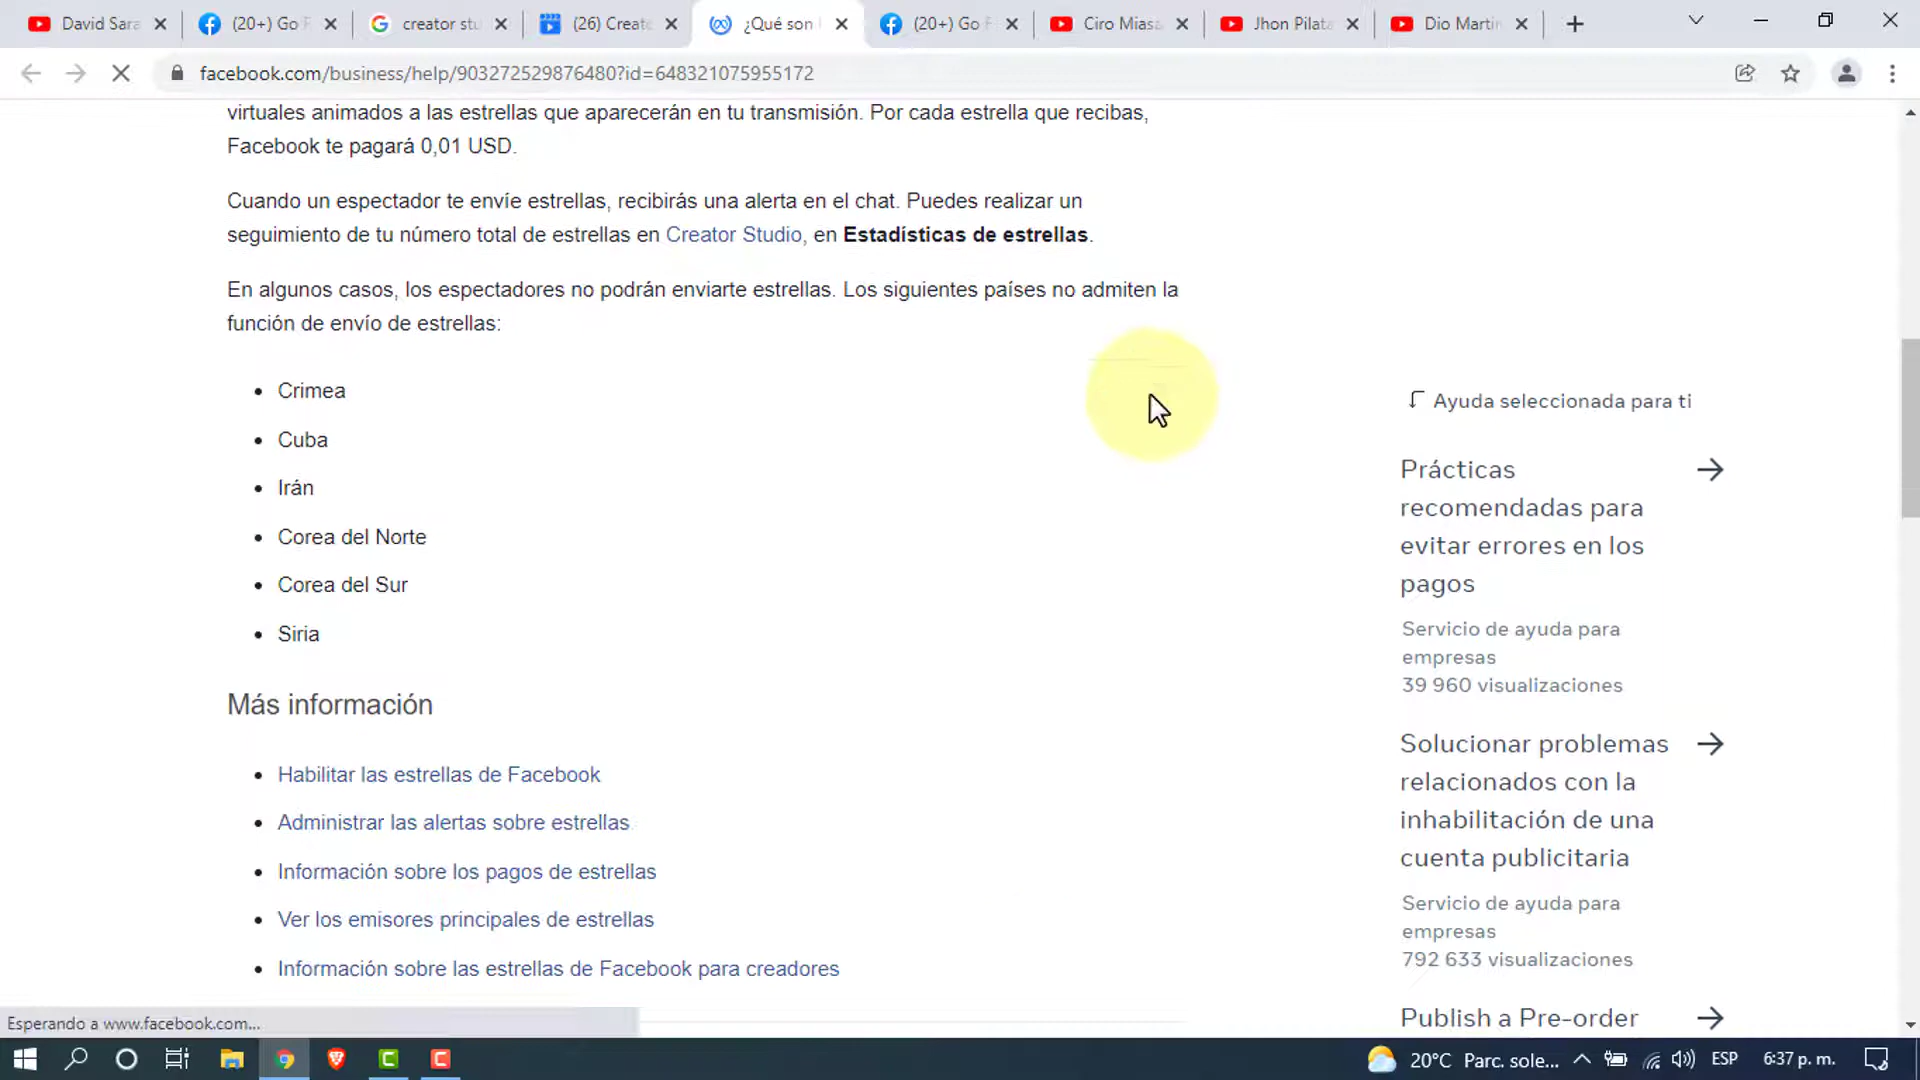 David Sara
(20+) Go F
creator stu
(26) Create
¿Qué son
(20+) Go F
Ciro Miasa
Jhon Pilata
Dio Martin
facebook.com/business/help/903272529876480?id=648321075955172
virtuales animados a las estrellas que aparecerán en tu transmisión. Por cada estrella que recibas,
Facebook te pagará 0,01 USD.
Cuando un espectador te envíe estrellas, recibirás una alerta en el chat. Puedes realizar un
seguimiento de tu número total de estrellas en Creator Studio, en Estadísticas de estrellas.
En algunos casos, los espectadores no podrán enviarte estrellas. Los siguientes países no admiten la
función de envío de estrellas:
• Crimea
• Cuba
• Irán
• Corea del Norte
• Corea del Sur
• Siria
Más información
• Habilitar las estrellas de Facebook
• Administrar las alertas sobre estrellas
• Información sobre los pagos de estrellas
• Ver los emisores principales de estrellas
• Información sobre las estrellas de Facebook para creadores
Ayuda seleccionada para ti
Prácticas
recomendadas para
evitar errores en los
pagos
Servicio de ayuda para
empresas
39 960 visualizaciones
Solucionar problemas
relacionados con la
inhabilitación de una
cuenta publicitaria
Servicio de ayuda para
empresas
792 633 visualizaciones
Publish a Pre-order
Esperando a www.facebook.com...
20°C Parc. sole...
ESP
6:37 p. m.